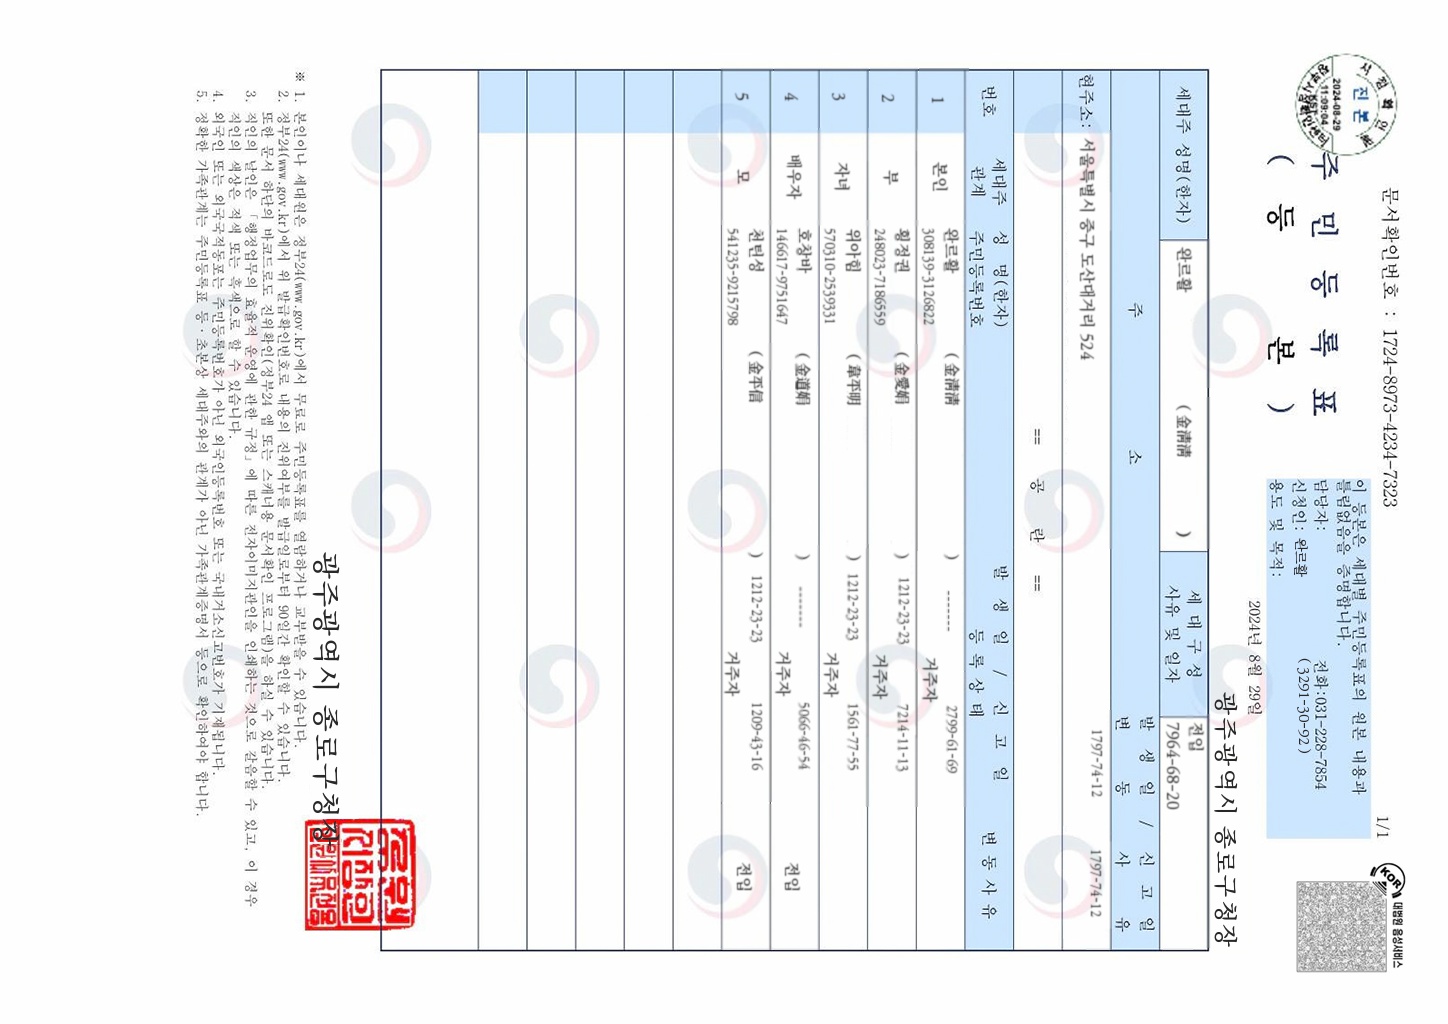 문서확인번호 : 1724-8973-4234-7323
1/1
주 민 등 록 표
( 등 본 )
이 등본은 세대별 주민등록표의 원본 내용과
틀림없음을 증명합니다.
담당자: 전화:031-228-7854
신청인: 완르활 (3291-30-92)
용도 및 목적:
2024년 8월 29일
광주광역시 종로구청장
세대주 성명(한자) 완르활 (金淸淸 ) 세 대 구 성 전입
사유 및 일자 7964-68-20
주 소 발 생 일 / 신 고 일
변 동 사 유
현주소: 서울특별시 중구 도산대거리 524 1797-74-12 1797-74-12
== 공 란 ==
번호 세대주 성 명(한자) 발 생 일 / 신 고 일 변 동 사 유
관계 주민등록번호 등 록 상 태
1 본인 완르활 (金淸淸 ) ------- 2799-61-69
308139-3126822 거주자
2 부 횡정권 (金愛娟 ) 1212-23-23 7214-11-13
248023-7186559 거주자
3 자녀 위아힘 (韋平明 ) 1212-23-23 1561-77-55
570310-2539331 거주자
4 배우자 호창바 (金道娟 ) ------- 5066-46-54 전입
146617-9751647 거주자
5 모 천빈성 (金平信 ) 1212-23-23 1209-43-16 전입
541235-9215798 거주자
광주광역시 종로구청장
※ 1. 본인이나 세대원은 정부24(www.gov.kr)에서 무료로 주민등록표를 열람하거나 교부받을 수 있습니다.
2. 정부24(www.gov.kr)에서 위 발급확인번호로 내용의 진위여부를 발급일로부터 90일간 확인할 수 있습니다.
또한 문서 하단의 바코드로도 진위확인(정부24 앱 또는 스캐너용 문서확인 프로그램)을 하실 수 있습니다.
3. 직인의 날인은 「행정업무의 효율적 운영에 관한 규정」에 따른 전자이미지관인을 인쇄하는 것으로 갈음할 수 있고, 이 경우
직인의 색상은 적색 또는 흑색으로 할 수 있습니다.
4. 외국인 또는 외국국적동포는 주민등록번호가 아닌 외국인등록번호 또는 국내거소신고번호가 기재됩니다.
5. 정확한 가족관계는 주민등록표 등·초본상 세대주와의 관계가 아닌 가족관계증명서 등으로 확인하여야 합니다.
진 본
2024-08-29
11:09:04
KOR
대법원 음성서비스